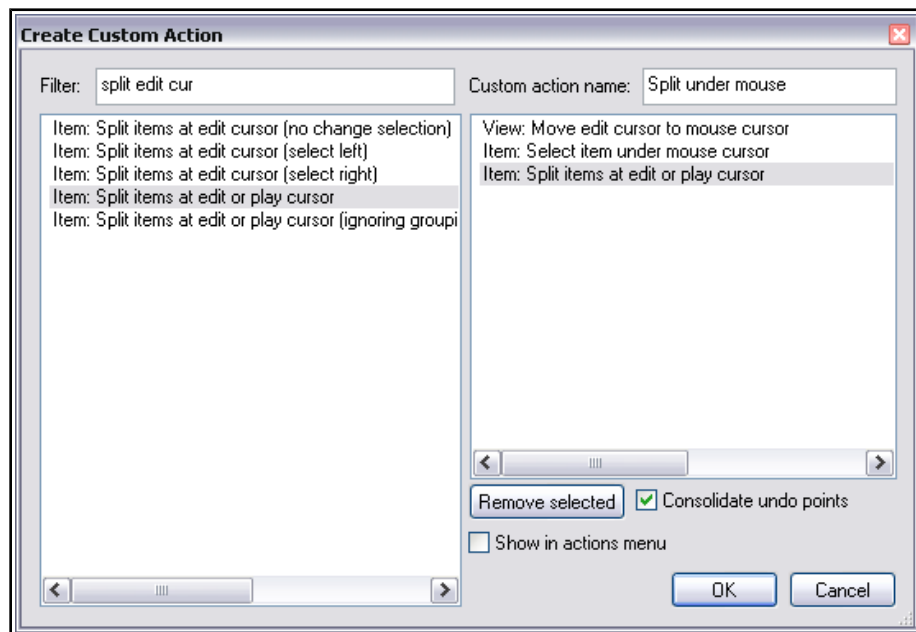 Create Custom Action
Filter: split edit cur
Custom action name: Split under mouse
Item: Split items at edit cursor (no change selection)
Item: Split items at edit cursor (select left)
Item: Split items at edit cursor (select right)
Item: Split items at edit or play cursor
Item: Split items at edit or play cursor (ignoring groupi
View: Move edit cursor to mouse cursor
Item: Select item under mouse cursor
Item: Split items at edit or play cursor
Remove selected
Consolidate undo points
Show in actions menu
OK
Cancel